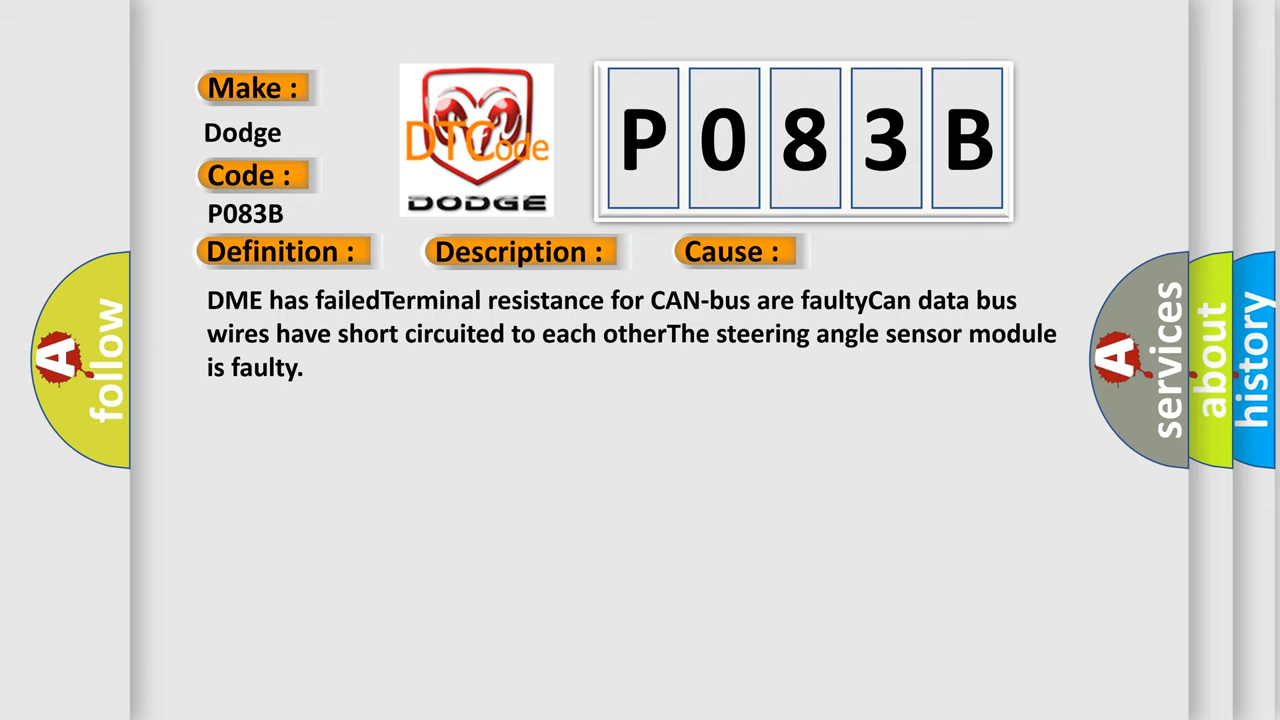 Make :
Dodge
Code :
P083B
DTCode
DODGE
P 0 8 3 B
Definition : Description : Cause :
DME has failedTerminal resistance for CAN-bus are faultyCan data bus
wires have short circuited to each otherThe steering angle sensor module
is faulty.
A follow
A services
about
history